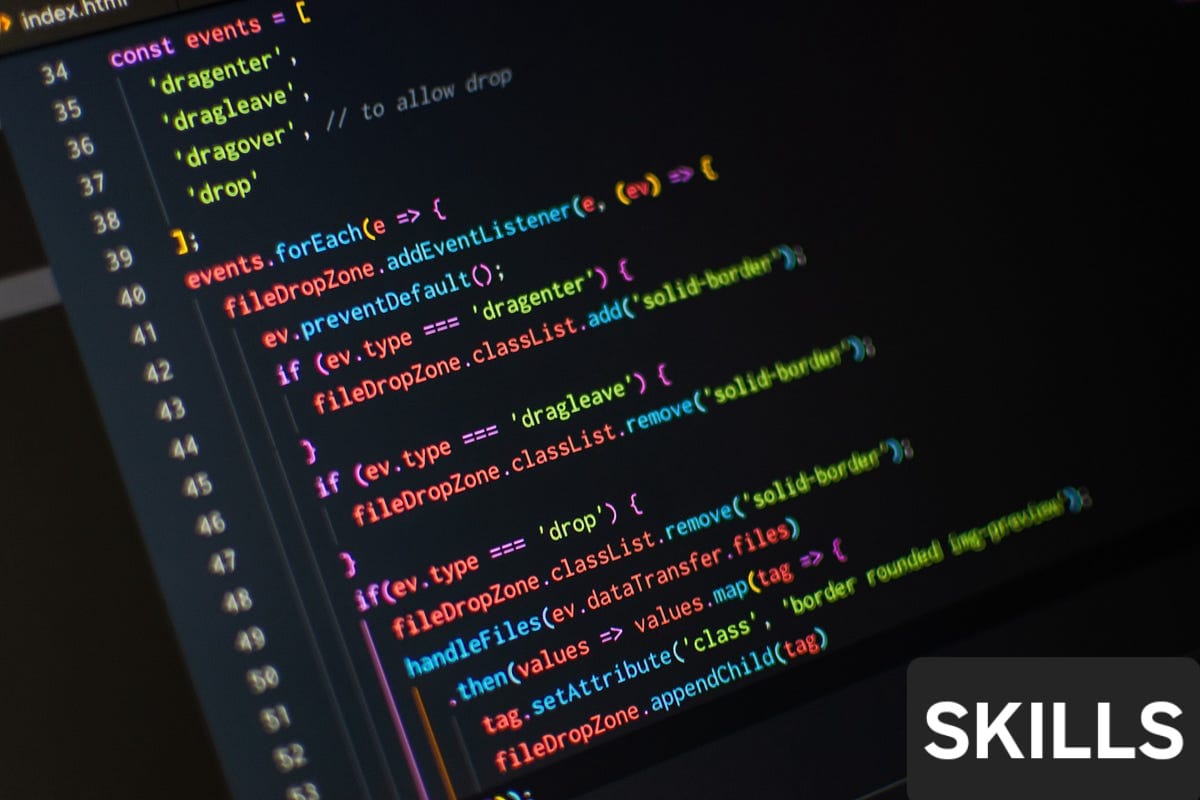 index.html
34 const events = [
35 'dragenter',
36 'dragleave',
37 'dragover', // to allow drop
38 'drop'
39 ];
40 events.forEach(e => {
41 fileDropZone.addEventListener(e, (ev) => {
42 ev.preventDefault();
43 if (ev.type === 'dragenter') {
44 fileDropZone.classList.add('solid-border');
45 }
46 if (ev.type === 'dragleave') {
47 fileDropZone.classList.remove('solid-border');
48 }
49 if(ev.type === 'drop') {
50 fileDropZone.classList.remove('solid-border');
51 handleFiles(ev.dataTransfer.files)
52 .then(values => values.map(tag => {
53 tag.setAttribute('class', 'border rounded img-preview');
fileDropZone.appendChild(tag)
SKILLS